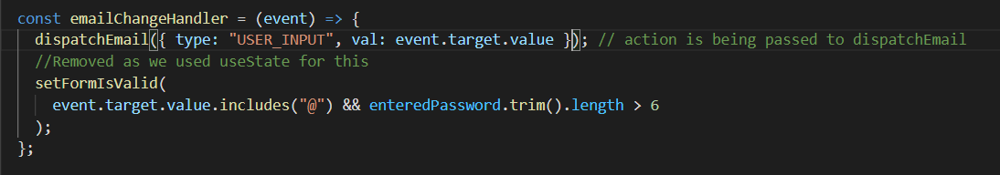 const emailChangeHandler = (event) => {
  dispatchEmail({ type: "USER_INPUT", val: event.target.value }); // action is being passed to dispatchEmail
  //Removed as we used useState for this
  setFormIsValid(
    event.target.value.includes("@") && enteredPassword.trim().length > 6
  );
};